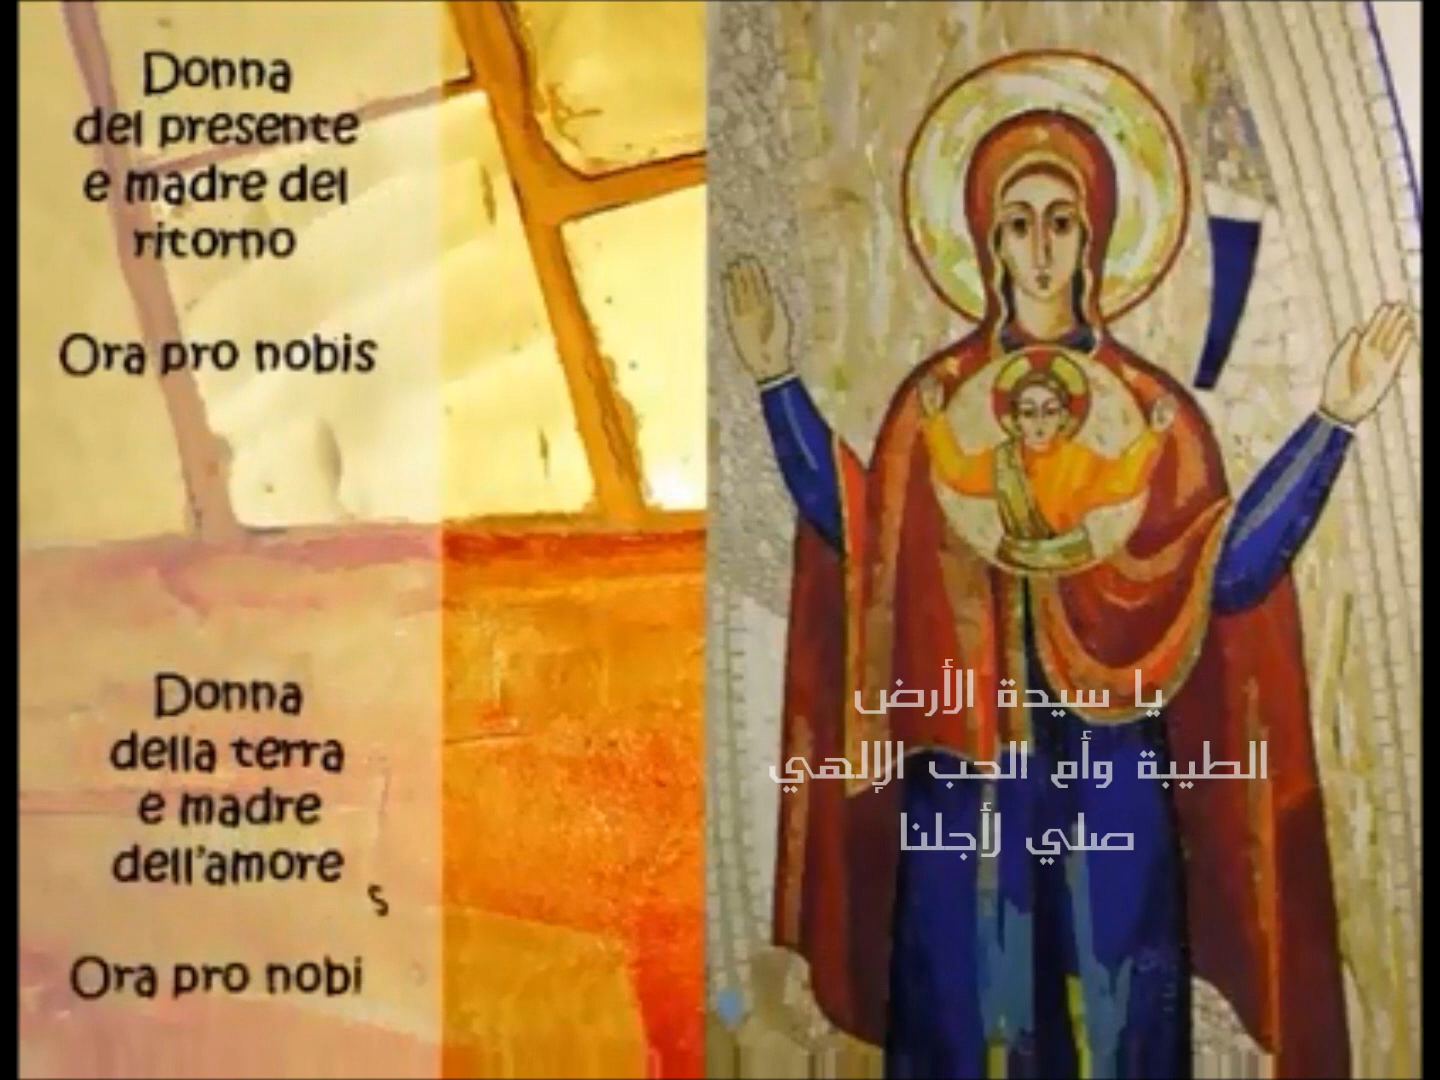 Donna
del presente
e madre del
ritorno
Ora pro nobis
Donna
della terra
e madre
dell'amore
s
Ora pro nobi
يا سيدة الأرض
الطيبة وأم الحب الإلهي
صلي لأجلنا